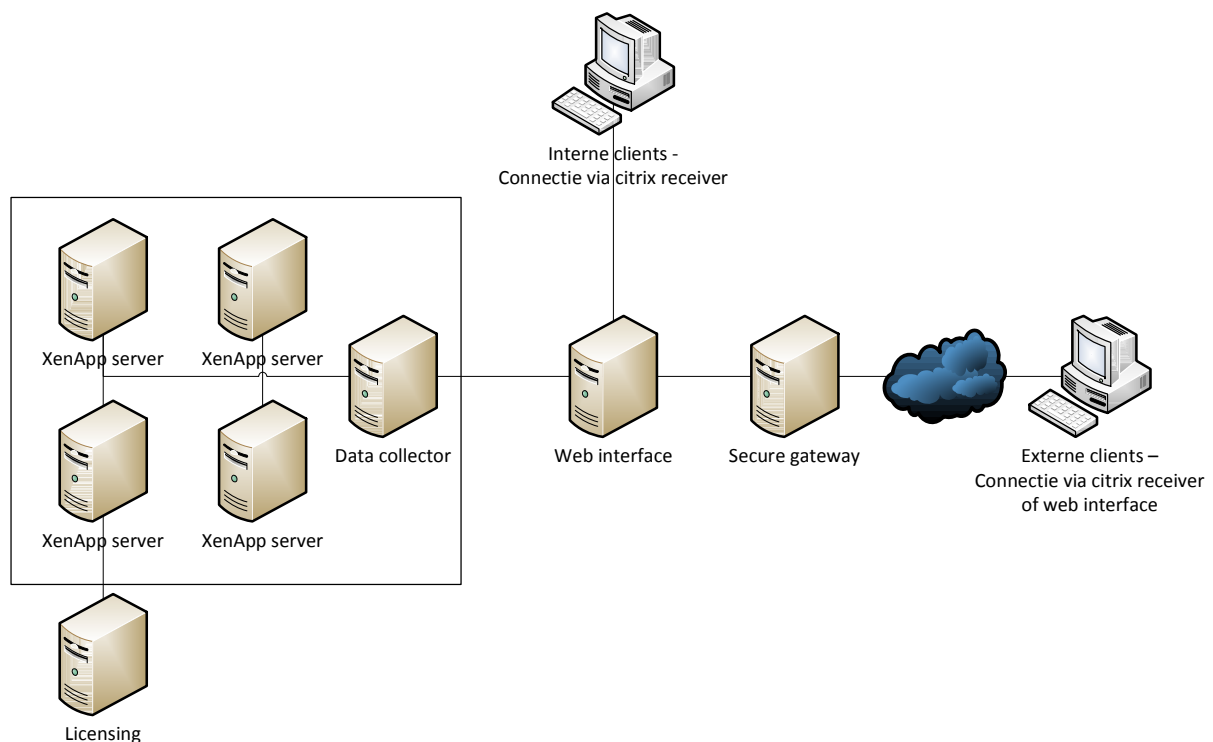 Interne clients -
Connectie via citrix receiver
XenApp server
XenApp server
Data collector
Web interface
Secure gateway
Externe clients –
Connectie via citrix receiver
of web interface
XenApp server
XenApp server
Licensing